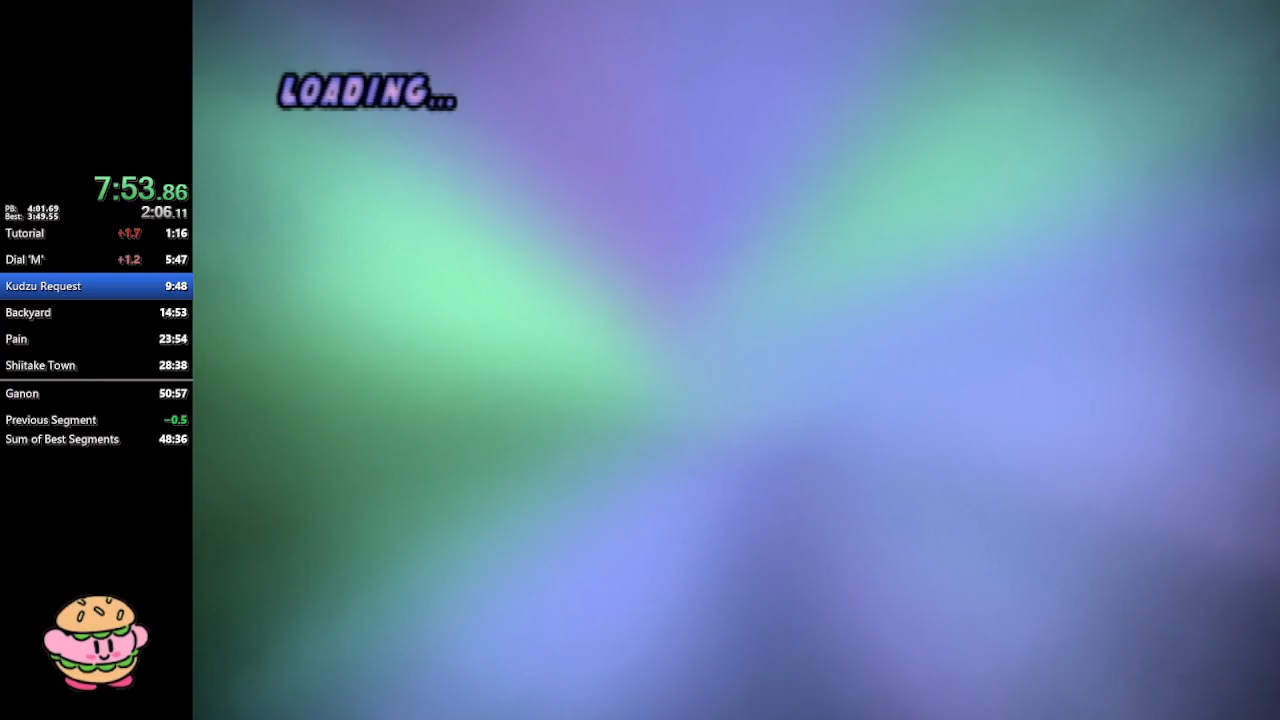 LOADING...
7:53.86
PB: 4:01.69
Best: 3:49.55
2:06.11
Tutorial +1.7 1:16
Dial 'M' +1.2 5:47
Kudzu Request 9:48
Backyard 14:53
Pain 23:54
Shiitake Town 28:38
Ganon 50:57
Previous Segment -0.5
Sum of Best Segments 48:36